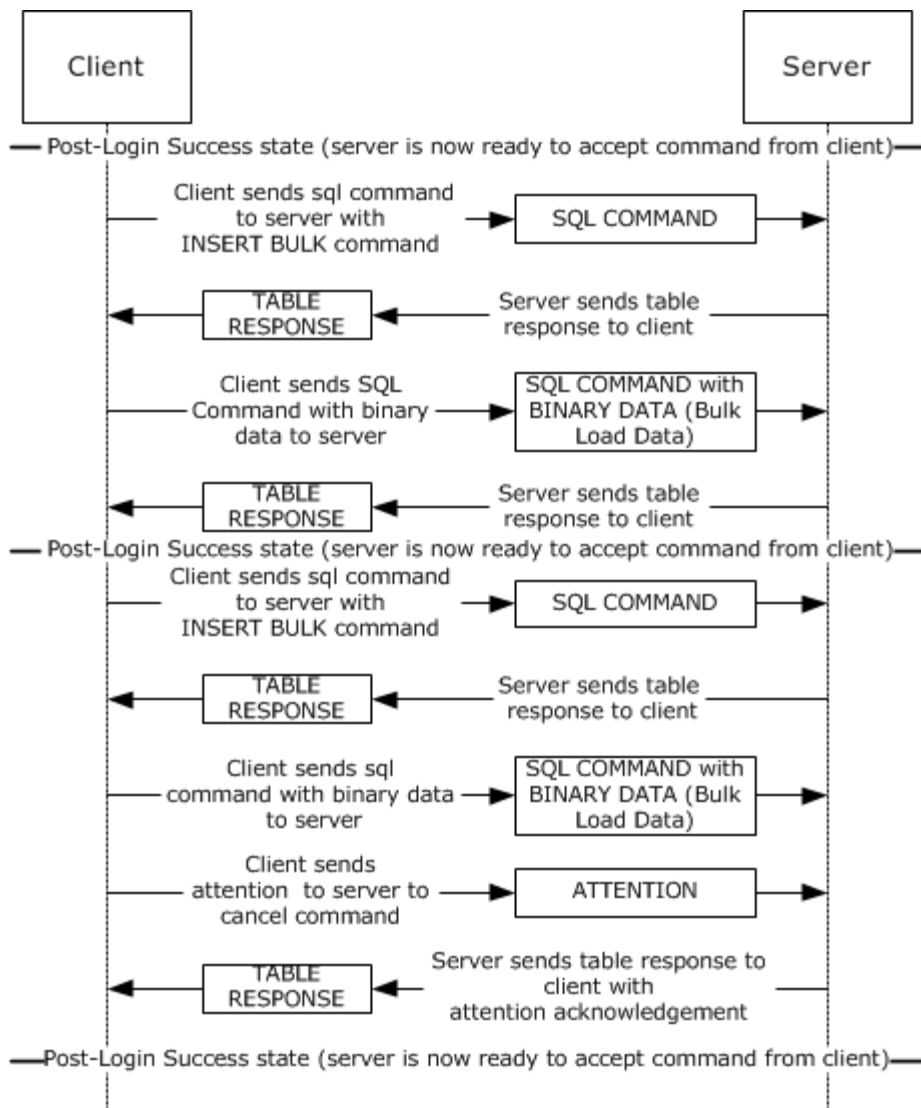 Client
Server
Post-Login Success state (server is now ready to accept command from client)
Client sends sql command
to server with
INSERT BULK command
SQL COMMAND
TABLE
RESPONSE
Server sends table
response to client
Client sends SQL
Command with binary
data to server
SQL COMMAND with
BINARY DATA (Bulk
Load Data)
TABLE
RESPONSE
Server sends table
response to client
Post-Login Success state (server is now ready to accept command from client)
Client sends sql command
to server with
INSERT BULK command
SQL COMMAND
TABLE
RESPONSE
Server sends table
response to client
Client sends sql
command with binary data
to server
SQL COMMAND with
BINARY DATA (Bulk
Load Data)
Client sends
attention to server to
cancel command
ATTENTION
TABLE
RESPONSE
Server sends table response to
client with
attention acknowledgement
Post-Login Success state (server is now ready to accept command from client)